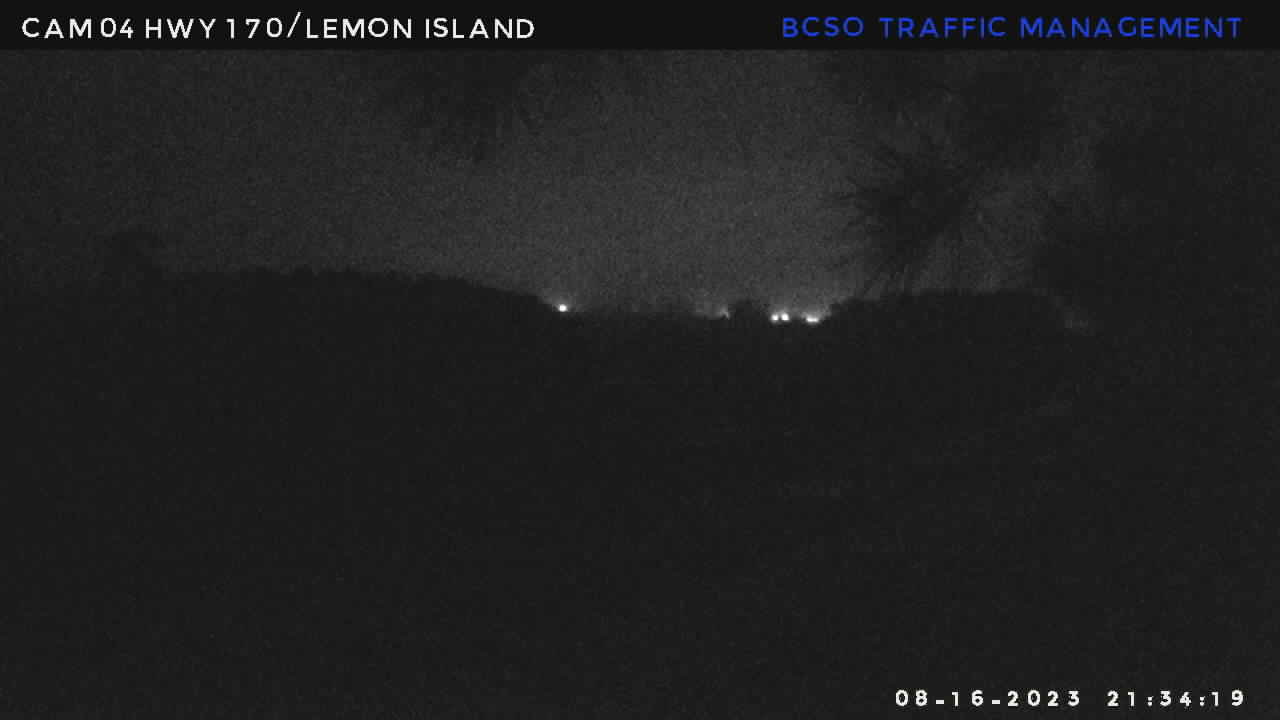 CAM04 HWY 170/LEMON ISLAND
BCSO TRAFFIC MANAGEMENT
08-16-2023 21:34:19